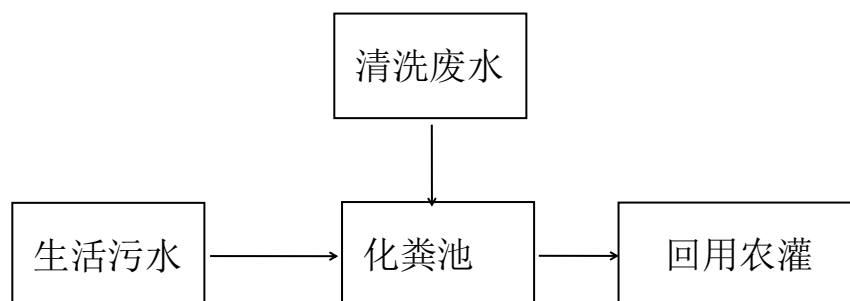 清洗废水
生活污水
化粪池
回用农灌